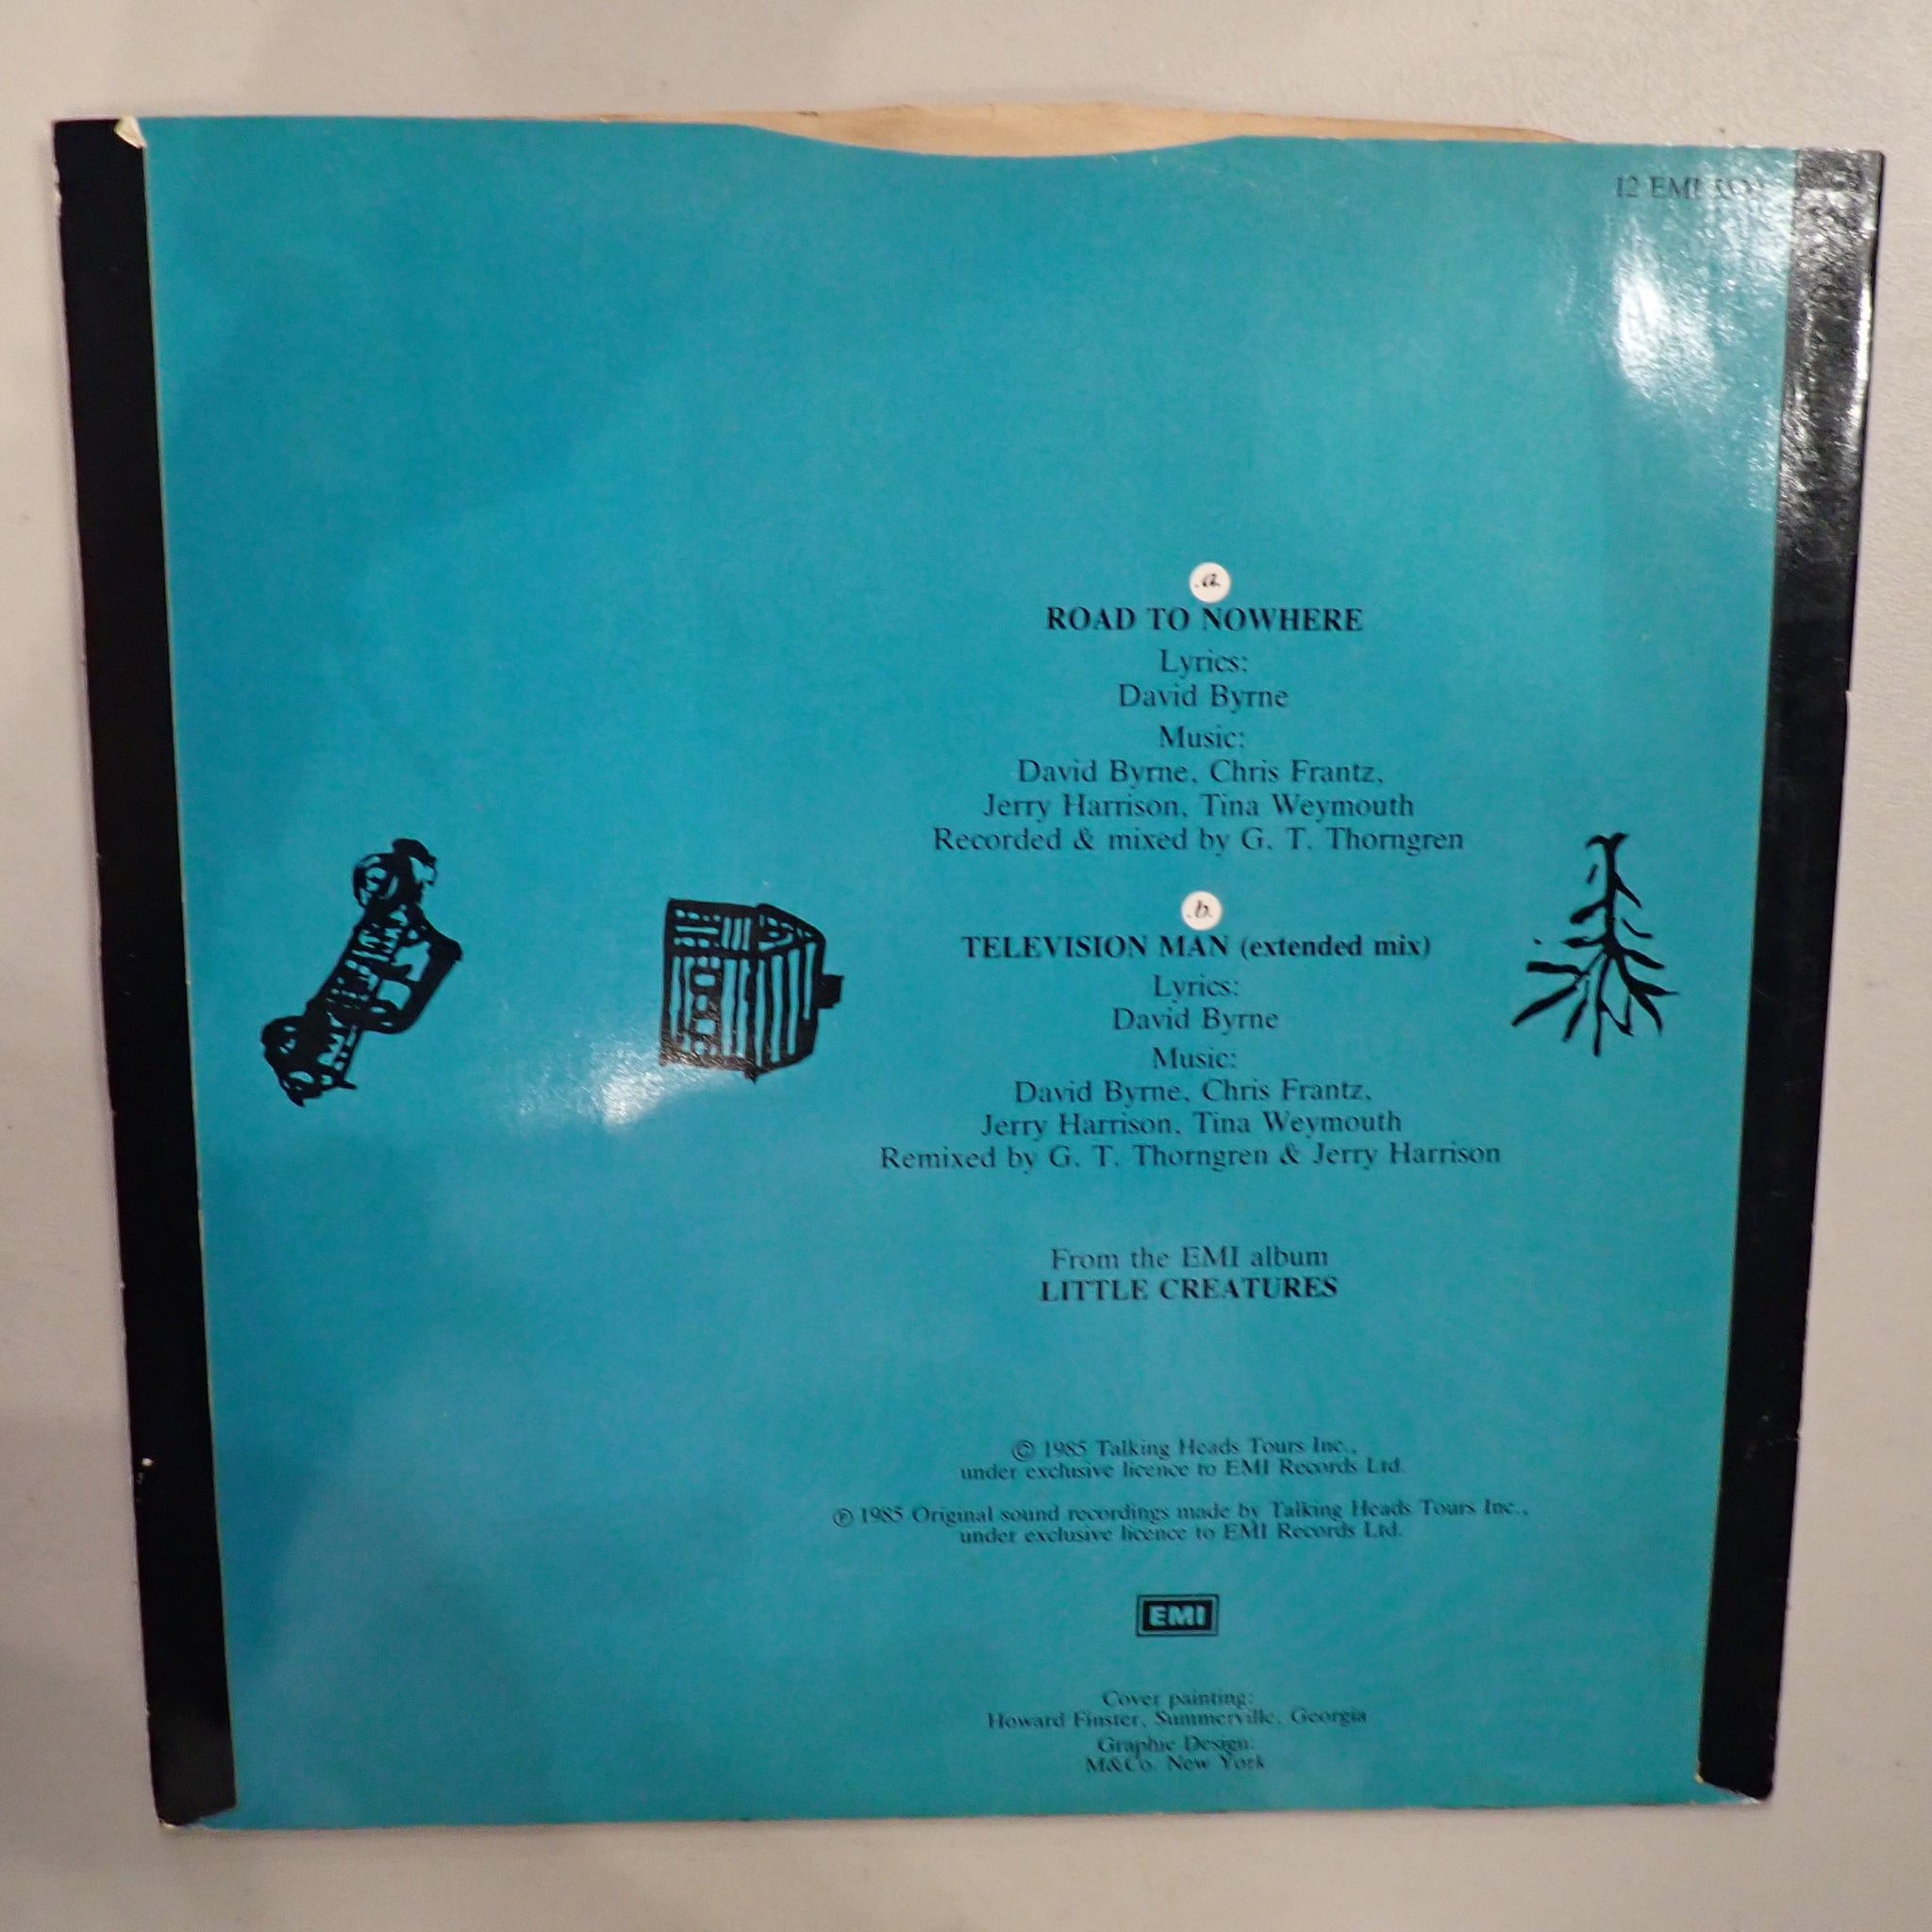 12 EMI
.a.
ROAD TO NOWHERE
Lyrics:
David Byrne
Music:
David Byrne, Chris Frantz,
Jerry Harrison, Tina Weymouth
Recorded & mixed by G. T. Thorngren
.b.
TELEVISION MAN (extended mix)
Lyrics:
David Byrne
Music:
David Byrne, Chris Frantz,
Jerry Harrison, Tina Weymouth
Remixed by G. T. Thorngren & Jerry Harrison
From the EMI album
LITTLE CREATURES
© 1985 Talking Heads Tours Inc.,
under exclusive licence to EMI Records Ltd.
℗ 1985 Original sound recordings made by Talking Heads Tours Inc.,
under exclusive licence to EMI Records Ltd.
EMI
Cover painting:
Howard Finster, Summerville, Georgia
Graphic Design:
M&Co. New York